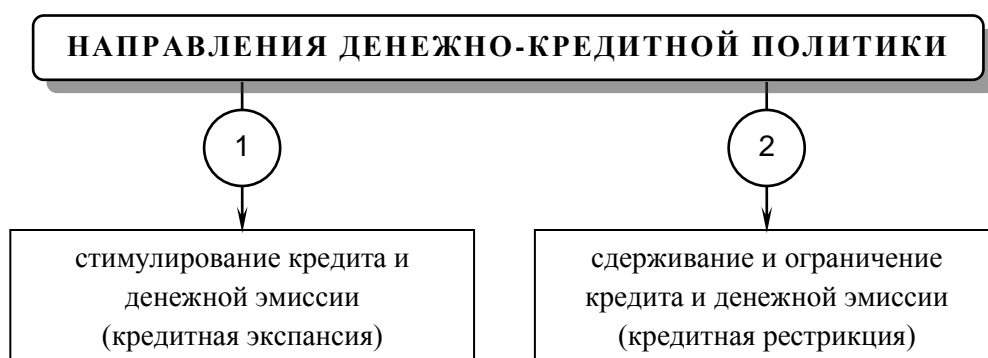 НАПРАВЛЕНИЯ ДЕНЕЖНО-КРЕДИТНОЙ ПОЛИТИКИ
1
2
стимулирование кредита и
денежной эмиссии
(кредитная экспансия)
сдерживание и ограничение
кредита и денежной эмиссии
(кредитная рестрикция)